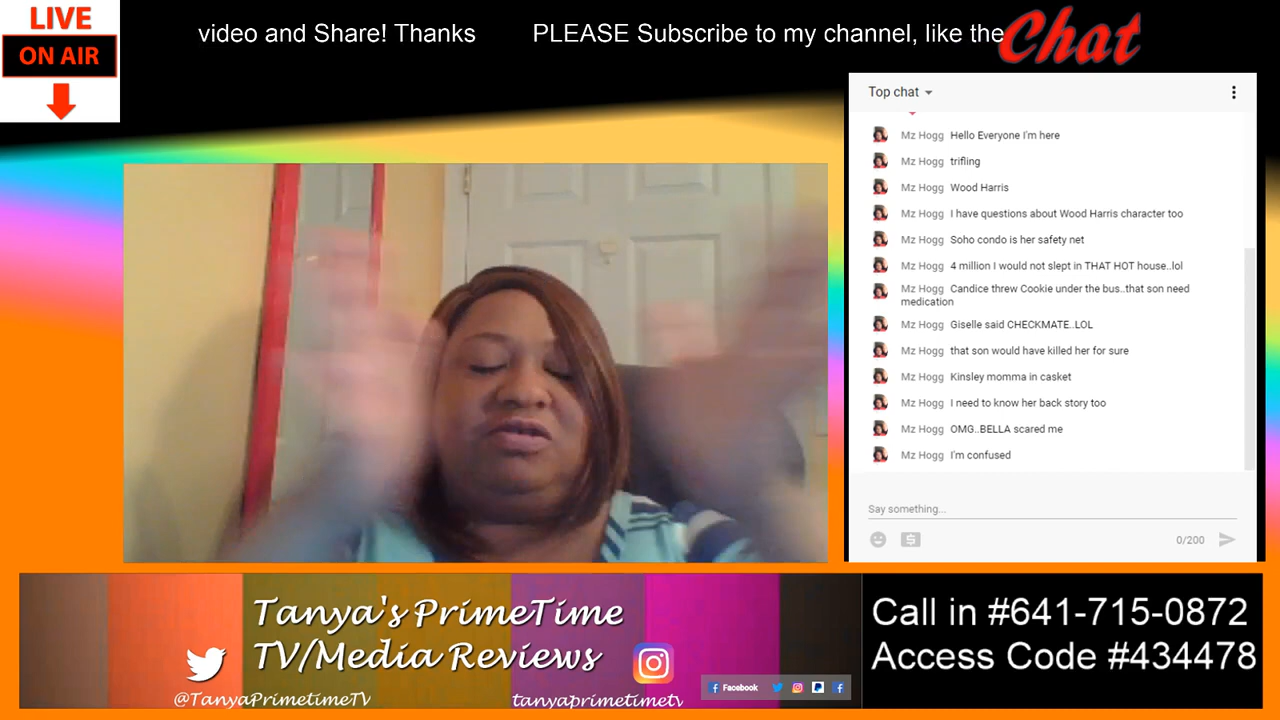 LIVE
ON AIR
video and Share! Thanks PLEASE Subscribe to my channel, like the
Chat
Top chat
Mz Hogg Hello Everyone I'm here
Mz Hogg trifling
Mz Hogg Wood Harris
Mz Hogg I have questions about Wood Harris character too
Mz Hogg Soho condo is her safety net
Mz Hogg 4 million I would not slept in THAT HOT house..lol
Mz Hogg Candice threw Cookie under the bus..that son need
medication
Mz Hogg Giselle said CHECKMATE..LOL
Mz Hogg that son would have killed her for sure
Mz Hogg Kinsley momma in casket
Mz Hogg I need to know her back story too
Mz Hogg OMG..BELLA scared me
Mz Hogg I'm confused
Say something...
0/200
Tanya's PrimeTime
TV/Media Reviews
@TanyaPrimetimeTV
tanyaprimetimetv
Facebook
Call in #641-715-0872
Access Code #434478